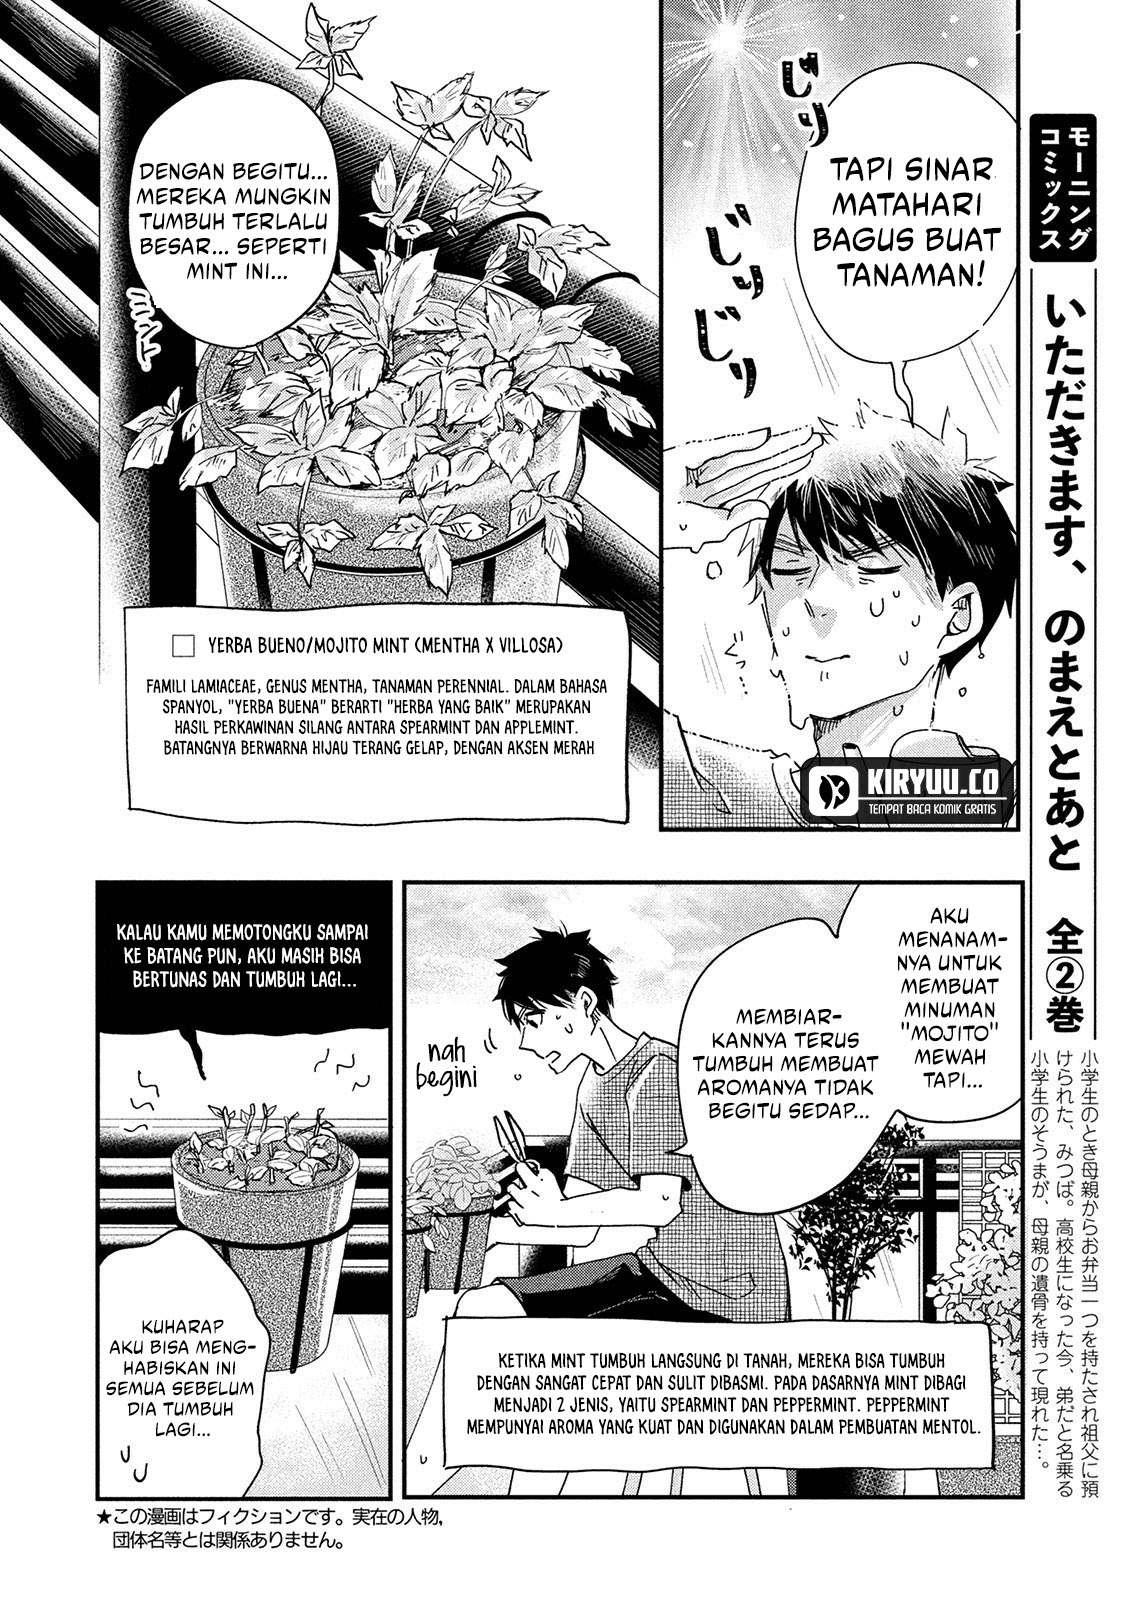 TAPI SINAR
MATAHARI
BAGUS BUAT
TANAMAN!
じりじり
じりじり
DENGAN BEGITU...
MEREKA MUNGKIN
TUMBUH TERLALU
BESAR... SEPERTI
MINT INI...
YERBA BUENO/MOJITO MINT (MENTHA X VILLOSA)
FAMILI LAMIACEAE, GENUS MENTHA, TANAMAN PERENNIAL. DALAM BAHASA
SPANYOL, "YERBA BUENA" BERARTI "HERBA YANG BAIK" MERUPAKAN
HASIL PERKAWINAN SILANG ANTARA SPEARMINT DAN APPLEMINT.
BATANGNYA BERWARNA HIJAU TERANG GELAP, DENGAN AKSEN MERAH
KIRYUU.CO
TEMPAT BACA KOMIK GRATIS
AKU
MENANAM-
NYA UNTUK
MEMBUAT
MINUMAN
"MOJITO"
MEWAH
TAPI...
MEMBIAR-
KANNYA TERUS
TUMBUH MEMBUAT
AROMANYA TIDAK
BEGITU SEDAP...
nah
begini
KETIKA MINT TUMBUH LANGSUNG DI TANAH, MEREKA BISA TUMBUH
DENGAN SANGAT CEPAT DAN SULIT DIBASMI. PADA DASARNYA MINT DIBAGI
MENJADI 2 JENIS, YAITU SPEARMINT DAN PEPPERMINT. PEPPERMINT
MEMPUNYAI AROMA YANG KUAT DAN DIGUNAKAN DALAM PEMBUATAN MENTOL.
KALAU KAMU MEMOTONGKU SAMPAI
KE BATANG PUN, AKU MASIH BISA
BERTUNAS DAN TUMBUH LAGI...
KUHARAP
AKU BISA MENG-
HABISKAN INI
SEMUA SEBELUM
DIA TUMBUH
LAGI...
★この漫画はフィクションです。実在の人物,
団体名等とは関係ありません。
モーニング
コミックス
いただきます、のまえとあと 全②巻
小学生のとき母親からお弁当一つを持たされ祖父に預
けられた、みつば。高校生になった今、弟だと名乗る
小学生のそうまが、母親の遺骨を持って現れた…。